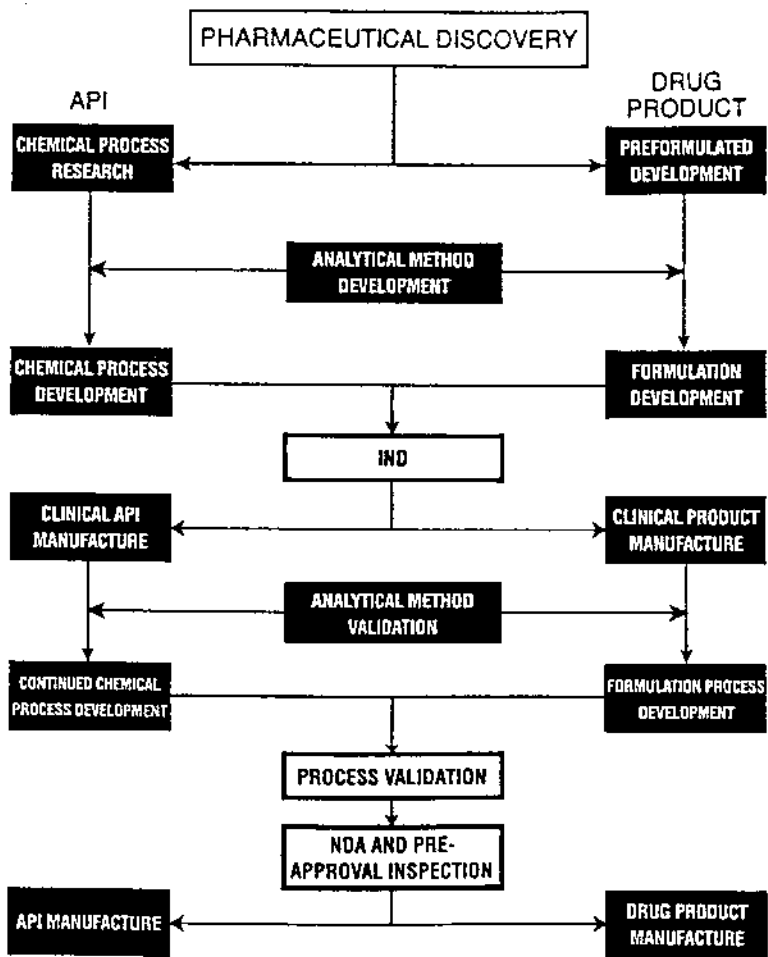 PHARMACEUTICAL DISCOVERY
API
DRUG
PRODUCT
CHEMICAL PROCESS
RESEARCH
PREFORMULATED
DEVELOPMENT
ANALYTICAL METHOD
DEVELOPMENT
CHEMICAL PROCESS
DEVELOPMENT
FORMULATION
DEVELOPMENT
IND
CLINICAL API
MANUFACTURE
CLINICAL PRODUCT
MANUFACTURE
ANALYTICAL METHOD
VALIDATION
CONTINUED CHEMICAL
PROCESS DEVELOPMENT
FORMULATION PROCESS
DEVELOPMENT
PROCESS VALIDATION
NDA AND PRE-
APPROVAL INSPECTION
API MANUFACTURE
DRUG PRODUCT
MANUFACTURE